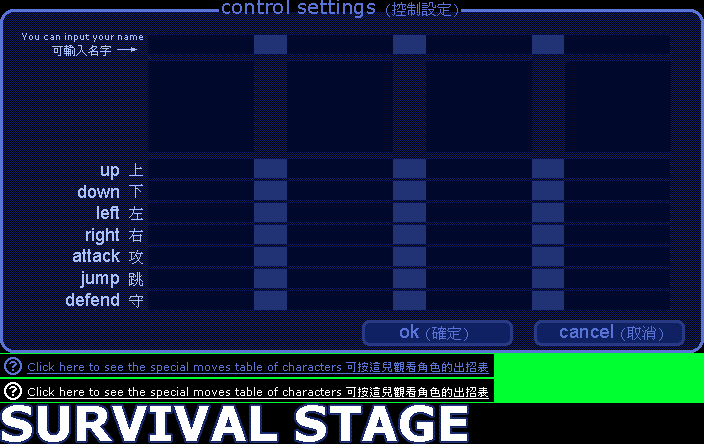 control settings (控制設定)
You can input your name
可輸入名字 →
up 上
down 下
left 左
right 右
attack 攻
jump 跳
defend 守
ok (確定) cancel (取消)
? Click here to see the special moves table of characters 可按這兒觀看角色的出招表
? Click here to see the special moves table of characters 可按這兒觀看角色的出招表
SURVIVAL STAGE